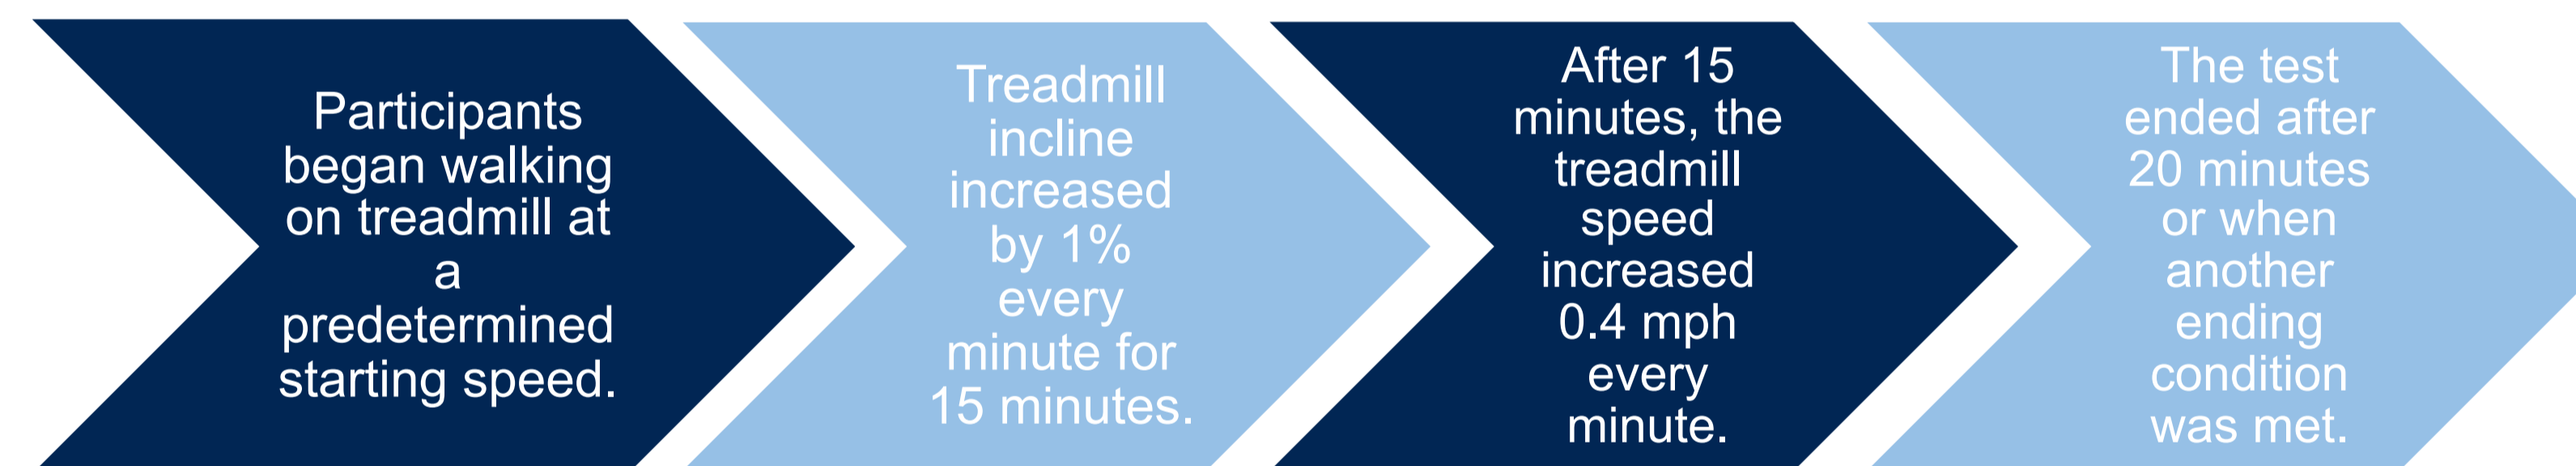 Participants
began walking
on treadmill at
a
predetermined
starting speed.
Treadmill
incline
increased
by 1%
every
minute for
15 minutes.
After 15
minutes, the
treadmill
speed
increased
0.4 mph
every
minute.
The test
ended after
20 minutes
or when
another
ending
condition
was met.